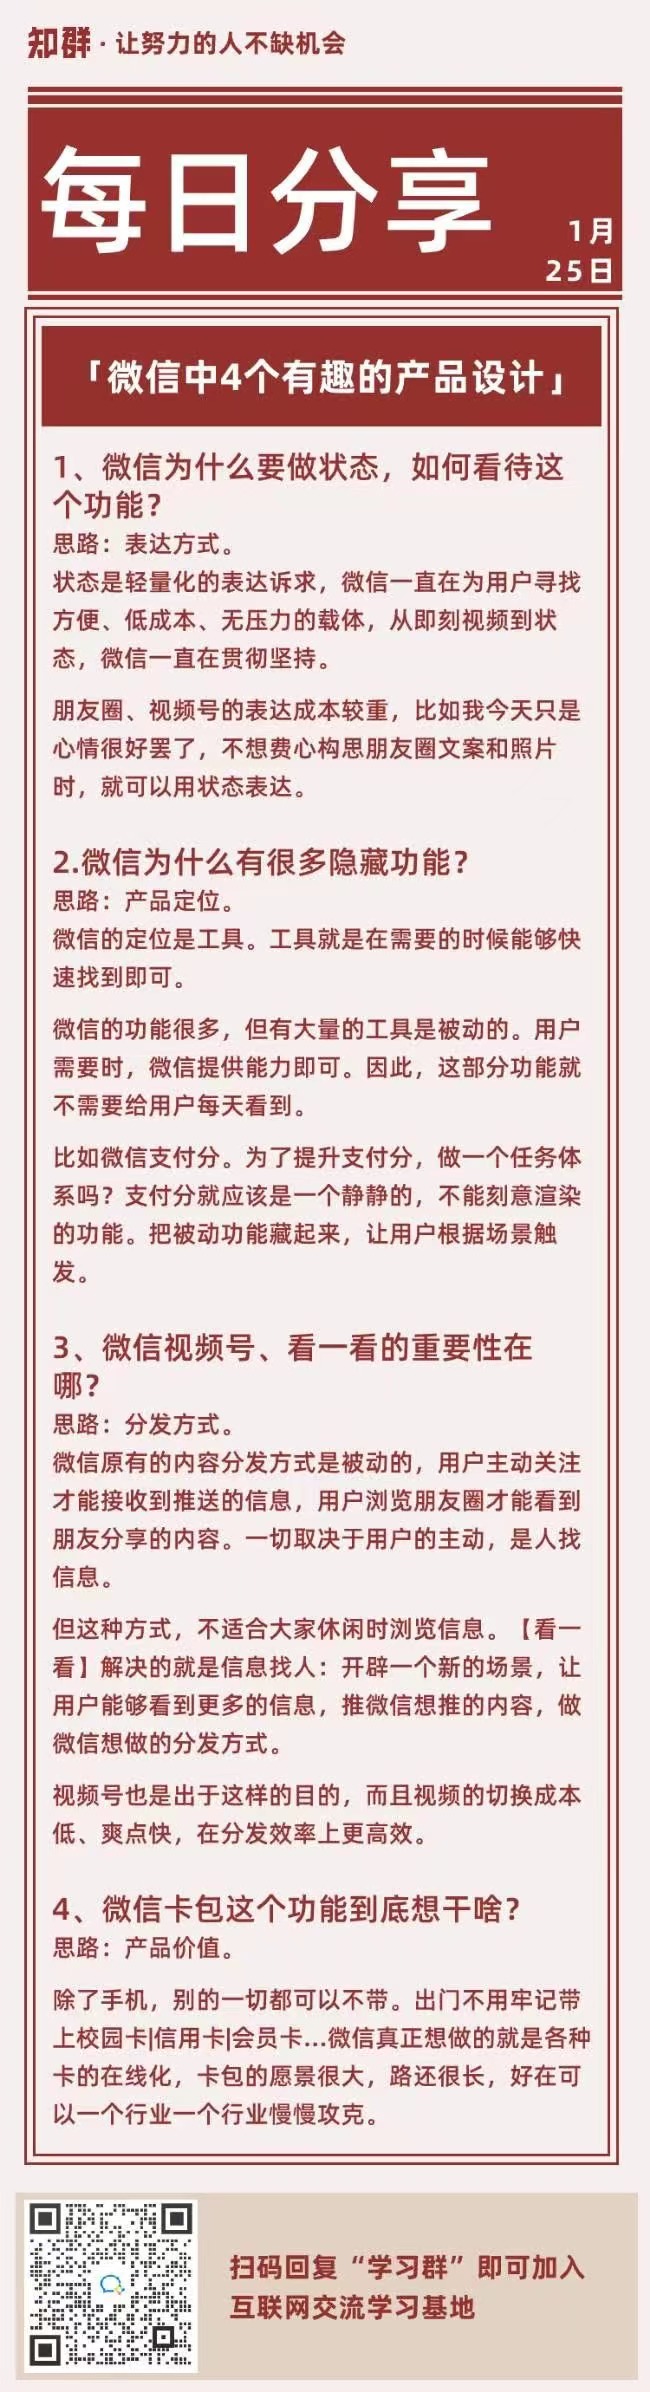 知群·让努力的人不缺机会
每日分享
1月
25日
「微信中4个有趣的产品设计」
1、微信为什么要做状态，如何看待这
个功能？
思路：表达方式。
状态是轻量化的表达诉求，微信一直在为用户寻找
方便、低成本、无压力的载体，从即刻视频到状
态，微信一直在贯彻坚持。
朋友圈、视频号的表达成本较重，比如我今天只是
心情很好罢了，不想费心构思朋友圈文案和照片
时，就可以用状态表达。
2.微信为什么有很多隐藏功能？
思路：产品定位。
微信的定位是工具。工具就是在需要的时候能够快
速找到即可。
微信的功能很多，但有大量的工具是被动的。用户
需要时，微信提供能力即可。因此，这部分功能就
不需要给用户每天看到。
比如微信支付分。为了提升支付分，做一个任务体
系吗？支付分就应该是一个静静的，不能刻意渲染
的功能。把被动功能藏起来，让用户根据场景触
发。
3、微信视频号、看一看的重要性在
哪？
思路：分发方式。
微信原有的内容分发方式是被动的，用户主动关注
才能接收到推送的信息，用户浏览朋友圈才能看到
朋友分享的内容。一切取决于用户的主动，是人找
信息。
但这种方式，不适合大家休闲时浏览信息。【看一
看】解决的就是信息找人：开辟一个新的场景，让
用户能够看到更多的信息，推微信想推的内容，做
微信想做的分发方式。
视频号也是出于这样的目的，而且视频的切换成本
低、爽点快，在分发效率上更高效。
4、微信卡包这个功能到底想干啥？
思路：产品价值。
除了手机，别的一切都可以不带。出门不用牢记带
上校园卡|信用卡|会员卡...微信真正想做的就是各种
卡的在线化，卡包的愿景很大，路还很长，好在可
以一个行业一个行业慢慢攻克。
扫码回复“学习群”即可加入
互联网交流学习基地